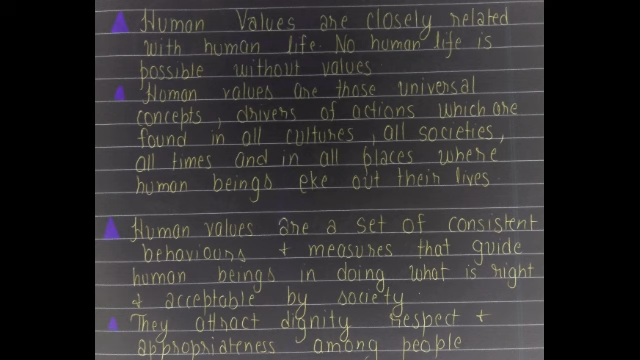 Human Values are closely related
with human life. No human life is
possible without values.
Human values are those universal
concepts, drivers of actions which are
found in all cultures, all societies,
all times and in all places where
human beings eke out their lives.
Human values are a set of consistent
behaviours + measures that guide
human beings in doing what is right
+ acceptable by society.
They attract dignity respect +
appropriateness among people